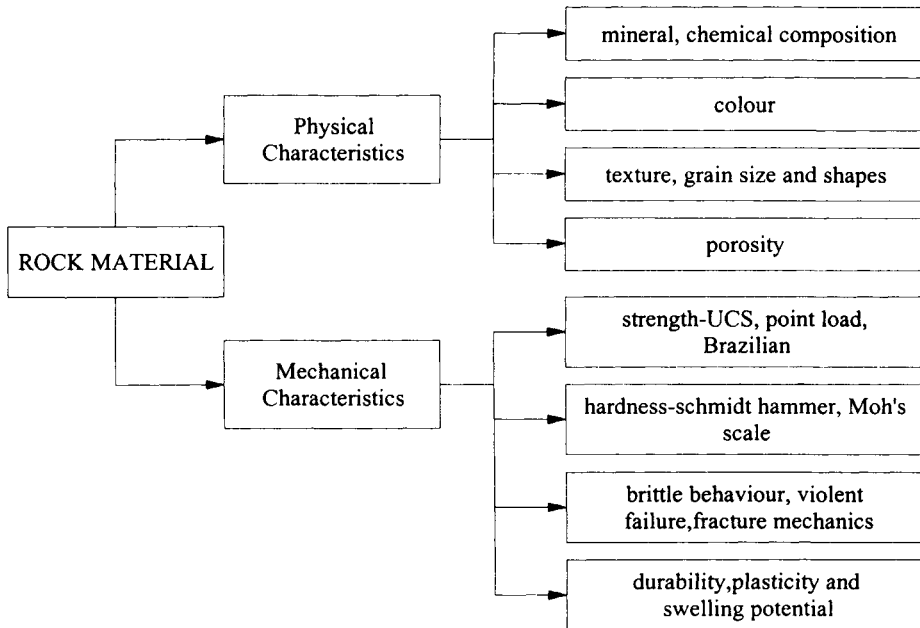 ROCK MATERIAL
Physical
Characteristics
mineral, chemical composition
colour
texture, grain size and shapes
porosity
Mechanical
Characteristics
strength-UCS, point load,
Brazilian
hardness-schmidt hammer, Moh's
scale
brittle behaviour, violent
failure,fracture mechanics
durability,plasticity and
swelling potential